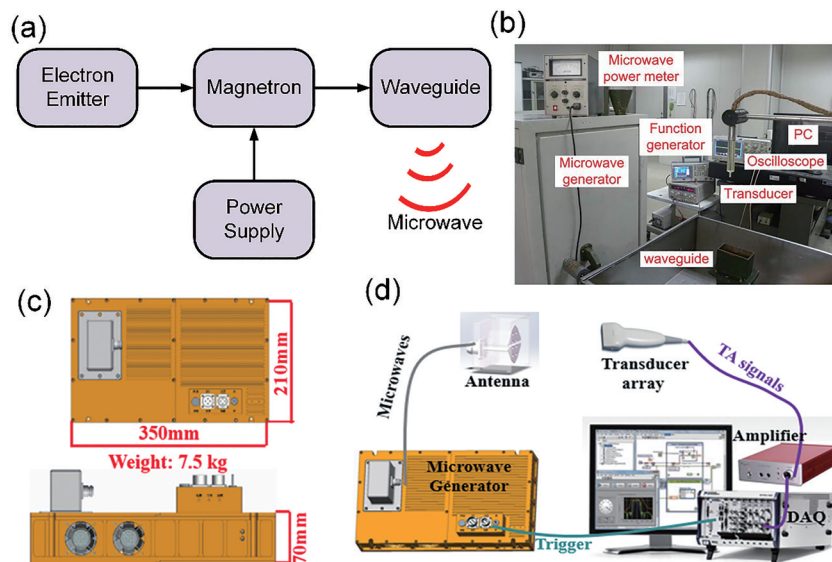 (a)
Electron
Emitter
Magnetron
Waveguide
Power
Supply
Microwave
(b)
Microwave
power meter
Function
generator
PC
Oscilloscope
Microwave
generator
Transducer
waveguide
(c)
210mm
350mm
Weight: 7.5 kg
70mm
(d)
Microwaves
Antenna
Transducer
array
TA signals
Amplifier
Microwave
Generator
DAQ
Trigger